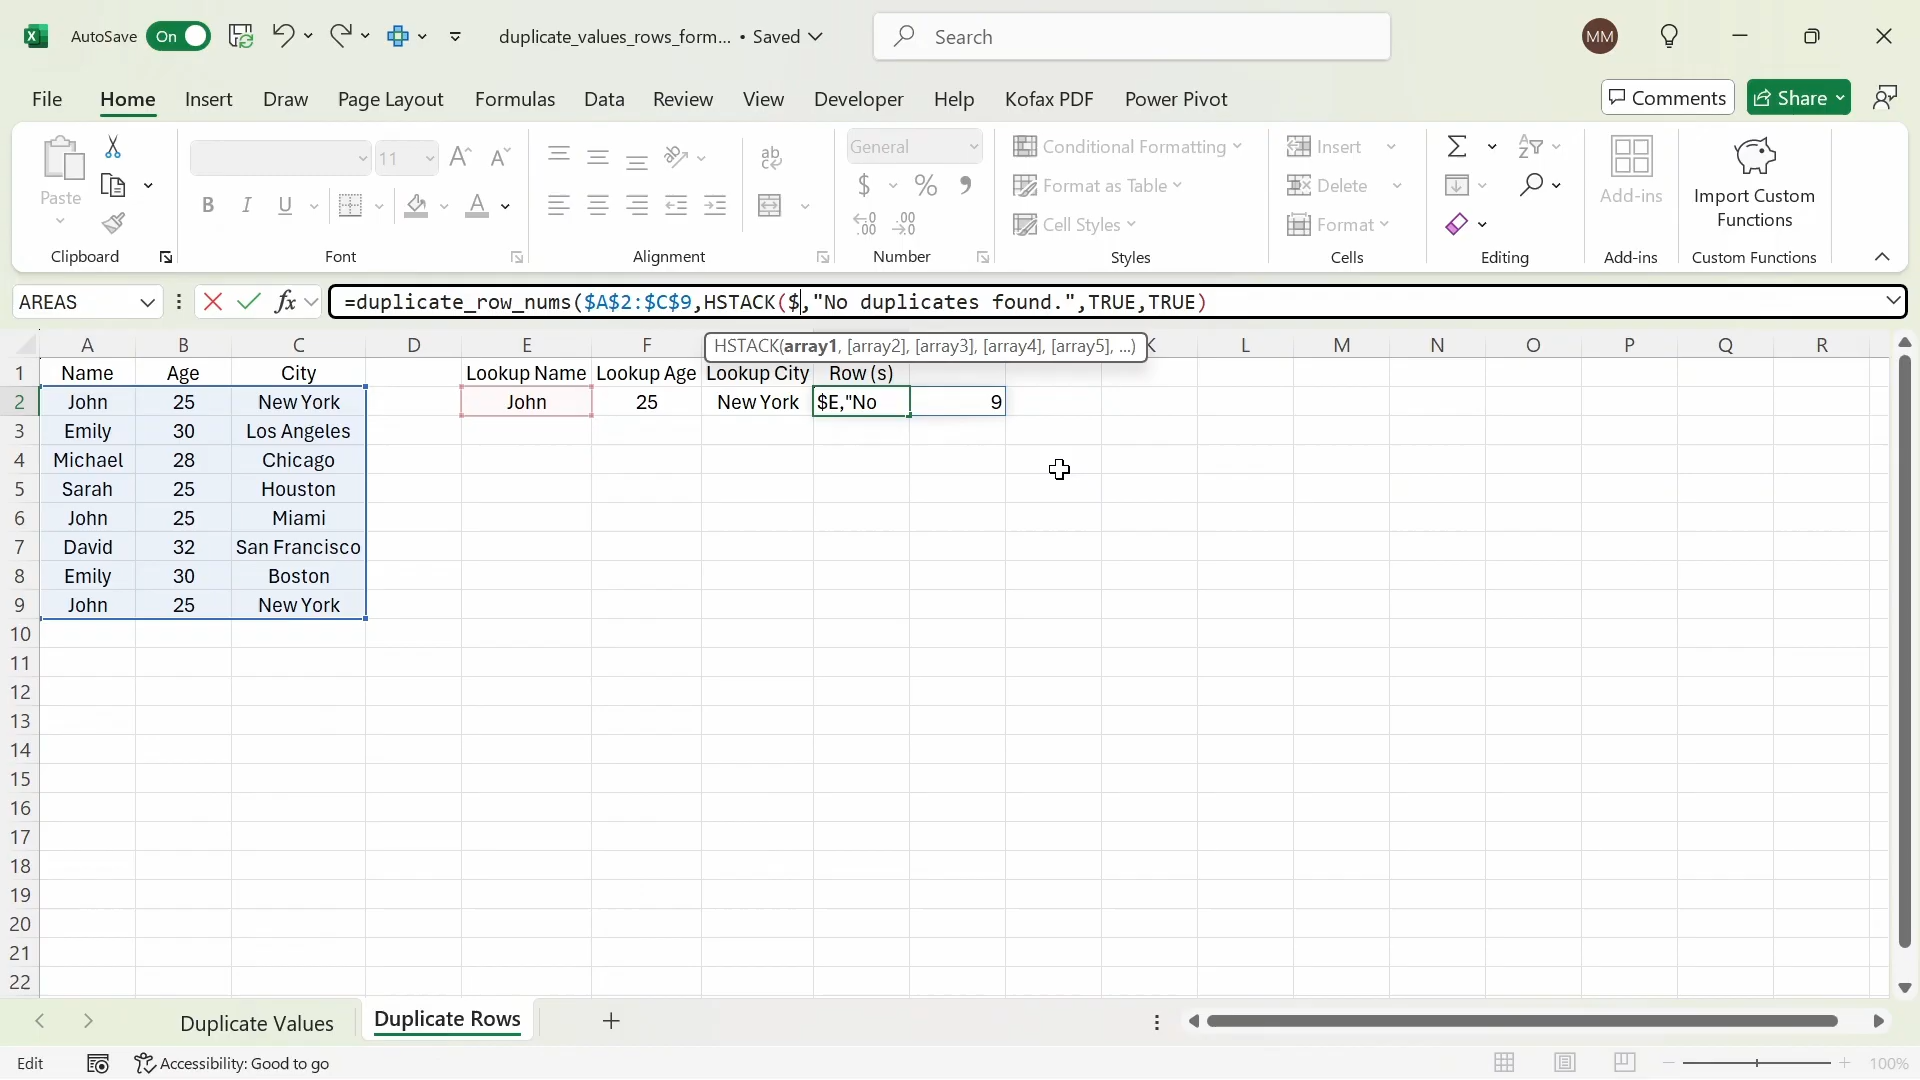 AutoSave On duplicate_values_rows_form... • Saved Search MM
File Home Insert Draw Page Layout Formulas Data Review View Developer Help Kofax PDF Power Pivot Comments Share
Paste 11 General Conditional Formatting Insert Add-ins Import Custom Functions
B I U $ % Format as Table Delete
Cell Styles Format
Clipboard Font Alignment Number Styles Cells Editing Add-ins Custom Functions
AREAS fx =duplicate_row_nums($A$2:$C$9,HSTACK($,"No duplicates found.",TRUE,TRUE)
HSTACK(array1, [array2], [array3], [array4], [array5], ...)
A B C D E F K L M N O P Q R
1 Name Age City Lookup Name Lookup Age Lookup City Row (s)
2 John 25 New York John 25 New York $E,"No 9
3 Emily 30 Los Angeles
4 Michael 28 Chicago
5 Sarah 25 Houston
6 John 25 Miami
7 David 32 San Francisco
8 Emily 30 Boston
9 John 25 New York
10
11
12
13
14
15
16
17
18
19
20
21
22
Duplicate Values Duplicate Rows
Edit Accessibility: Good to go 100%